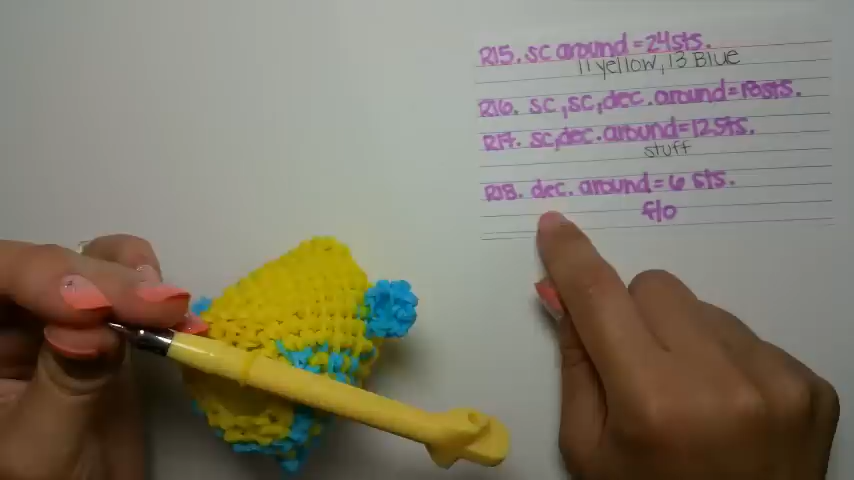 R15. sc around = 24 sts.
11 yellow, 13 Blue
R16. sc, sc, dec. around = 18 sts.
R17. sc, dec. around = 12 sts.
stuff
R18. dec. around = 6 sts.
f/o